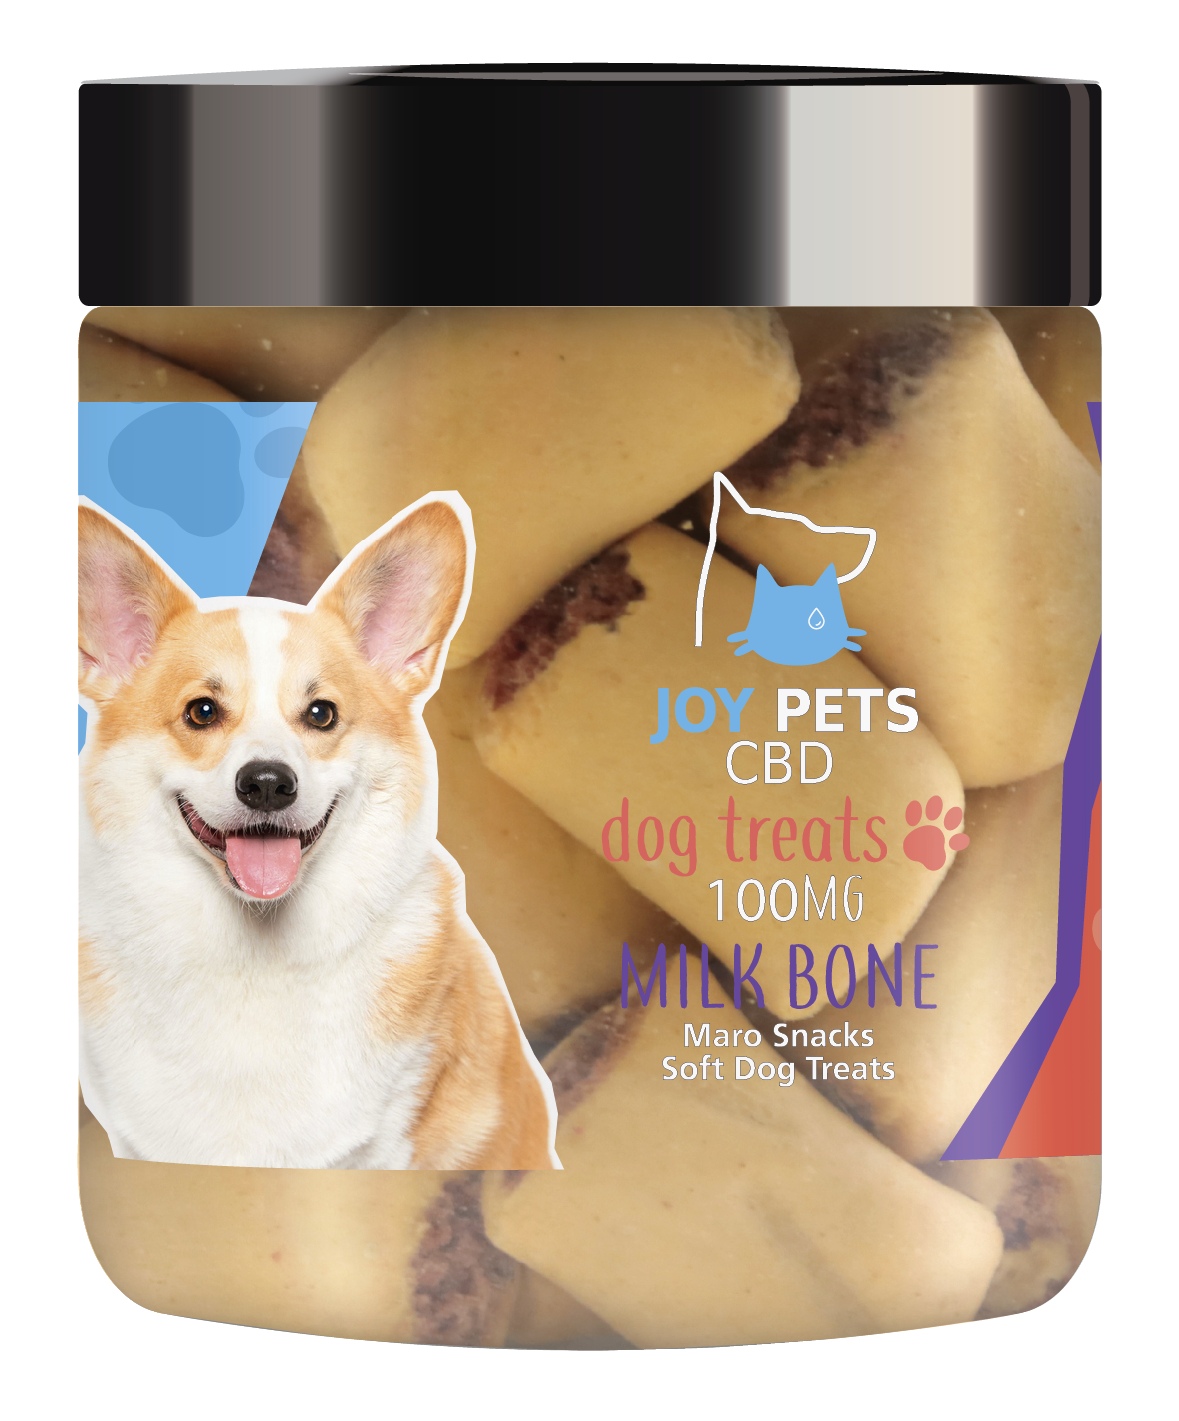 JOY PETS
CBD
dog treats
100MG
MILK BONE
Maro Snacks
Soft Dog Treats